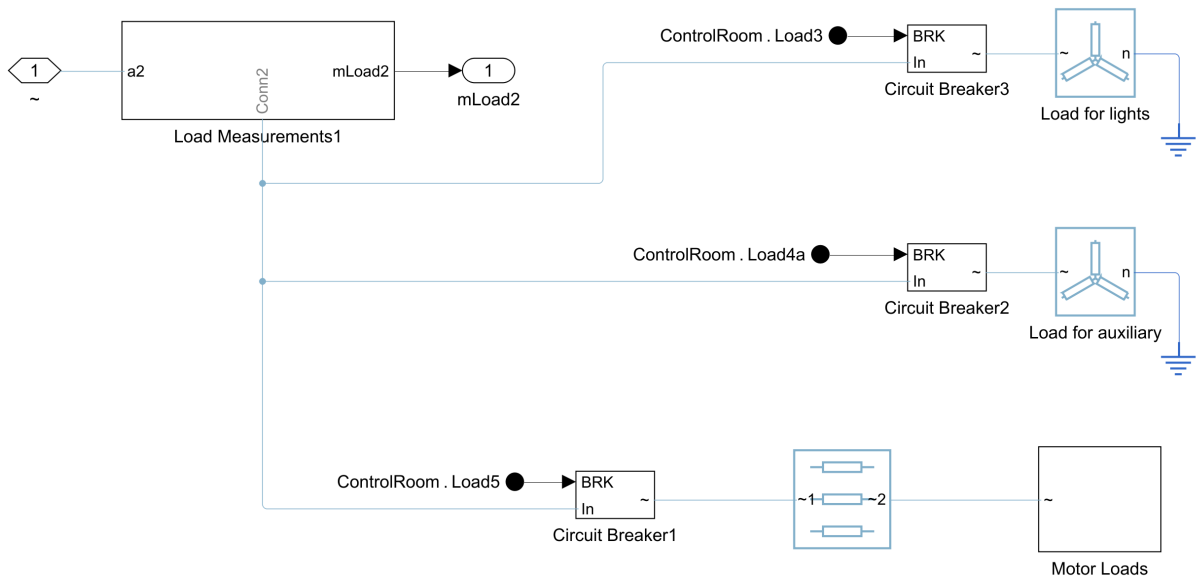 1
~
a2
Conn2
mLoad2
Load Measurements1
1
mLoad2
ControlRoom . Load3
BRK
In
~
Circuit Breaker3
~
n
Load for lights
ControlRoom . Load4a
BRK
In
~
Circuit Breaker2
~
n
Load for auxiliary
ControlRoom . Load5
BRK
In
~
Circuit Breaker1
~1
~2
~
Motor Loads